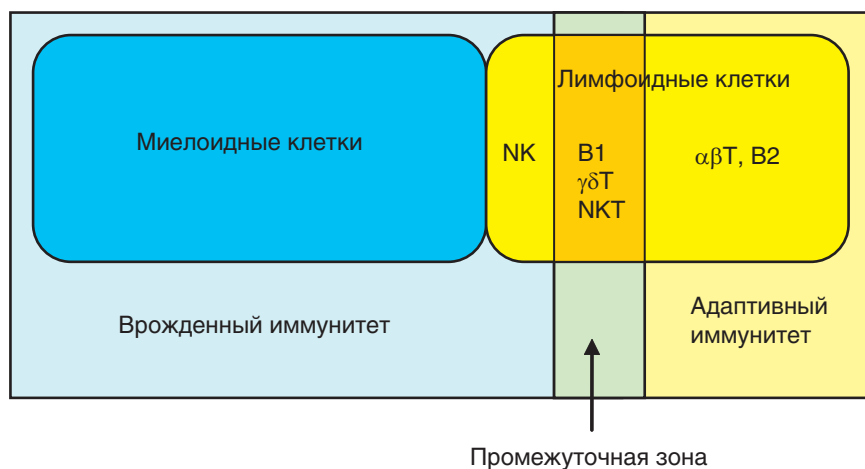 Лимфоидные клетки
Миелоидные клетки
NK
B1
γδT
NKT
αβT, B2
Врожденный иммунитет
Адаптивный
иммунитет
Промежуточная зона